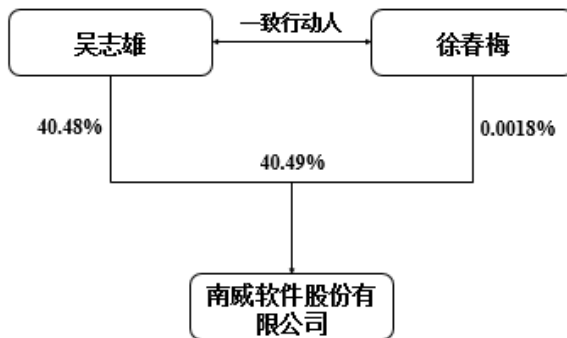 吴志雄
一致行动人
徐春梅
40.48%
0.0018%
40.49%
南威软件股份有
限公司